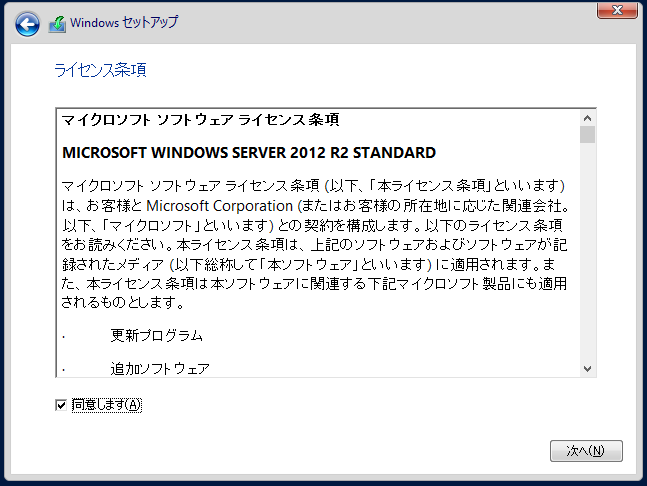 Windows セットアップ
ライセンス条項
マイクロソフト ソフトウェア ライセンス条項
MICROSOFT WINDOWS SERVER 2012 R2 STANDARD
マイクロソフト ソフトウェア ライセンス条項 (以下、「本ライセンス条項」といいます)
は、お客様と Microsoft Corporation (またはお客様の所在地に応じた関連会社。
以下、「マイクロソフト」といいます) との契約を構成します。以下のライセンス条項
をお読みください。本ライセンス条項は、上記のソフトウェアおよびソフトウェアが記
録されたメディア (以下総称して「本ソフトウェア」といいます) に適用されます。ま
た、本ライセンス条項は本ソフトウェアに関連する下記マイクロソフト製品にも適用
されるものとします。
· 更新プログラム
· 追加ソフトウェア
同意します(A)
次へ(N)